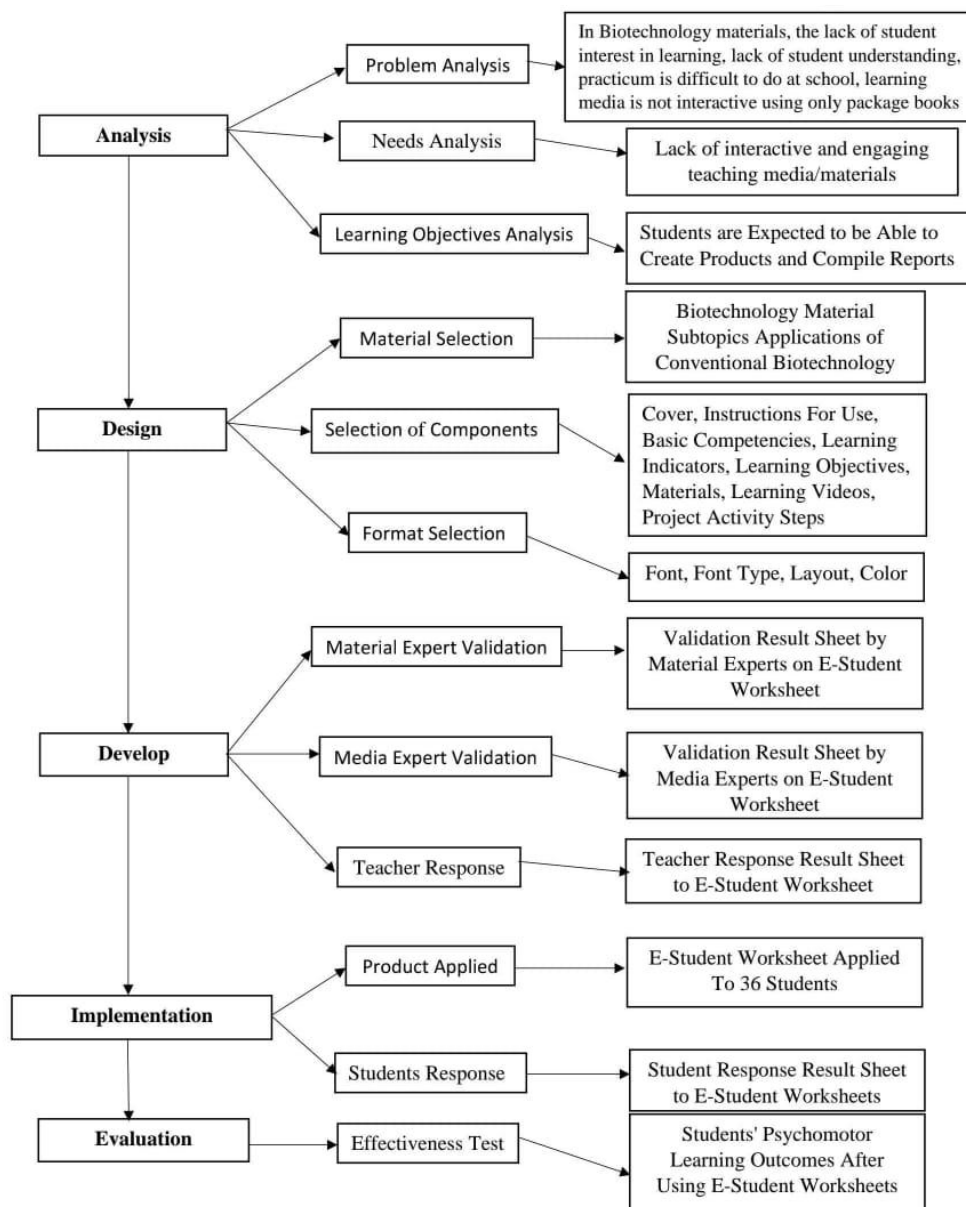 In Biotechnology materials, the lack of student
interest in learning, lack of student understanding,
practicum is difficult to do at school, learning
media is not interactive using only package books
Problem Analysis
Analysis
Needs Analysis
Lack of interactive and engaging
teaching media/materials
Learning Objectives Analysis
Students are Expected to be Able to
Create Products and Compile Reports
Material Selection
Biotechnology Material
Subtopics Applications of
Conventional Biotechnology
Design
Selection of Components
Cover, Instructions For Use,
Basic Competencies, Learning
Indicators, Learning Objectives,
Materials, Learning Videos,
Project Activity Steps
Format Selection
Font, Font Type, Layout, Color
Material Expert Validation
Validation Result Sheet by
Material Experts on E-Student
Worksheet
Develop
Media Expert Validation
Validation Result Sheet by
Media Experts on E-Student
Worksheet
Teacher Response
Teacher Response Result Sheet
to E-Student Worksheet
Product Applied
E-Student Worksheet Applied
To 36 Students
Implementation
Students Response
Student Response Result Sheet
to E-Student Worksheets
Evaluation
Effectiveness Test
Students' Psychomotor
Learning Outcomes After
Using E-Student Worksheets